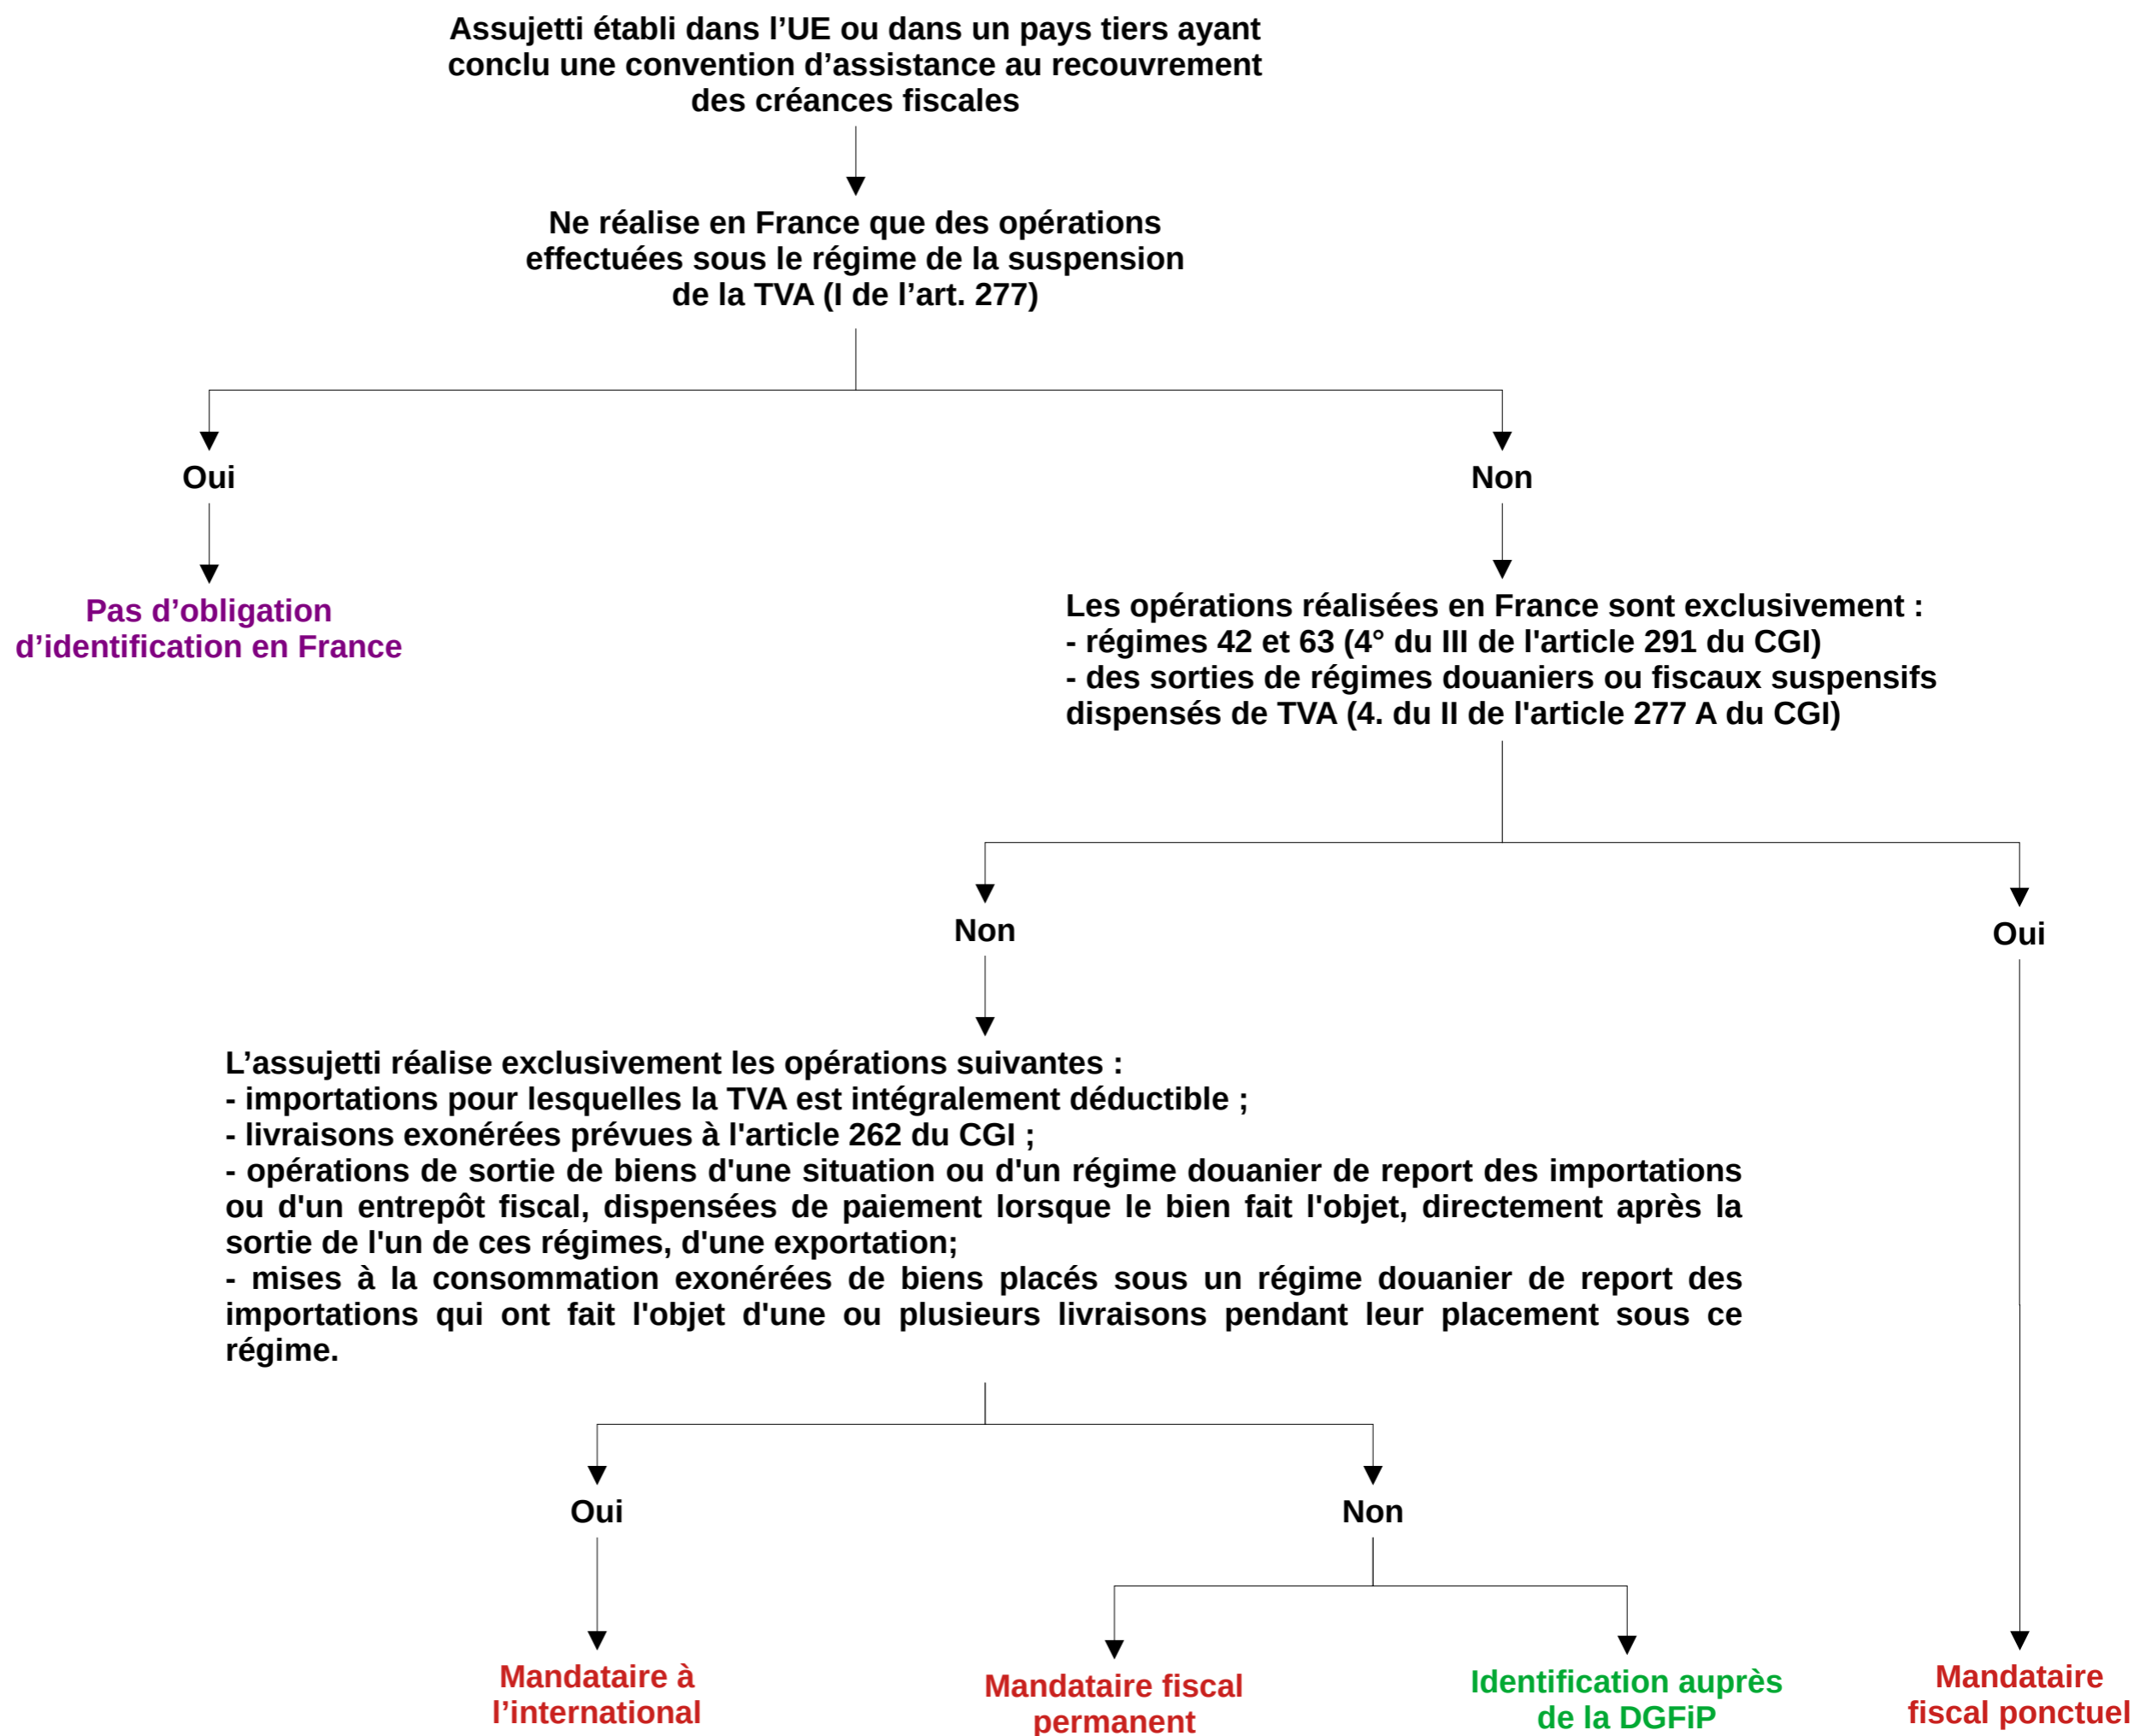 Assujetti établi dans l’UE ou dans un pays tiers ayant
conclu une convention d’assistance au recouvrement
des créances fiscales
Ne réalise en France que des opérations
effectuées sous le régime de la suspension
de la TVA (I de l’art. 277)
Oui
Non
Pas d’obligation
d’identification en France
Les opérations réalisées en France sont exclusivement :
- régimes 42 et 63 (4° du III de l'article 291 du CGI)
- des sorties de régimes douaniers ou fiscaux suspensifs
dispensés de TVA (4. du II de l'article 277 A du CGI)
Non
Oui
L’assujetti réalise exclusivement les opérations suivantes :
- importations pour lesquelles la TVA est intégralement déductible ;
- livraisons exonérées prévues à l'article 262 du CGI ;
- opérations de sortie de biens d'une situation ou d'un régime douanier de report des importations
ou d'un entrepôt fiscal, dispensées de paiement lorsque le bien fait l'objet, directement après la
sortie de l'un de ces régimes, d'une exportation;
- mises à la consommation exonérées de biens placés sous un régime douanier de report des
importations qui ont fait l'objet d'une ou plusieurs livraisons pendant leur placement sous ce
régime.
Oui
Non
Mandataire à
l’international
Mandataire fiscal
permanent
Identification auprès
de la DGFiP
Mandataire
fiscal ponctuel